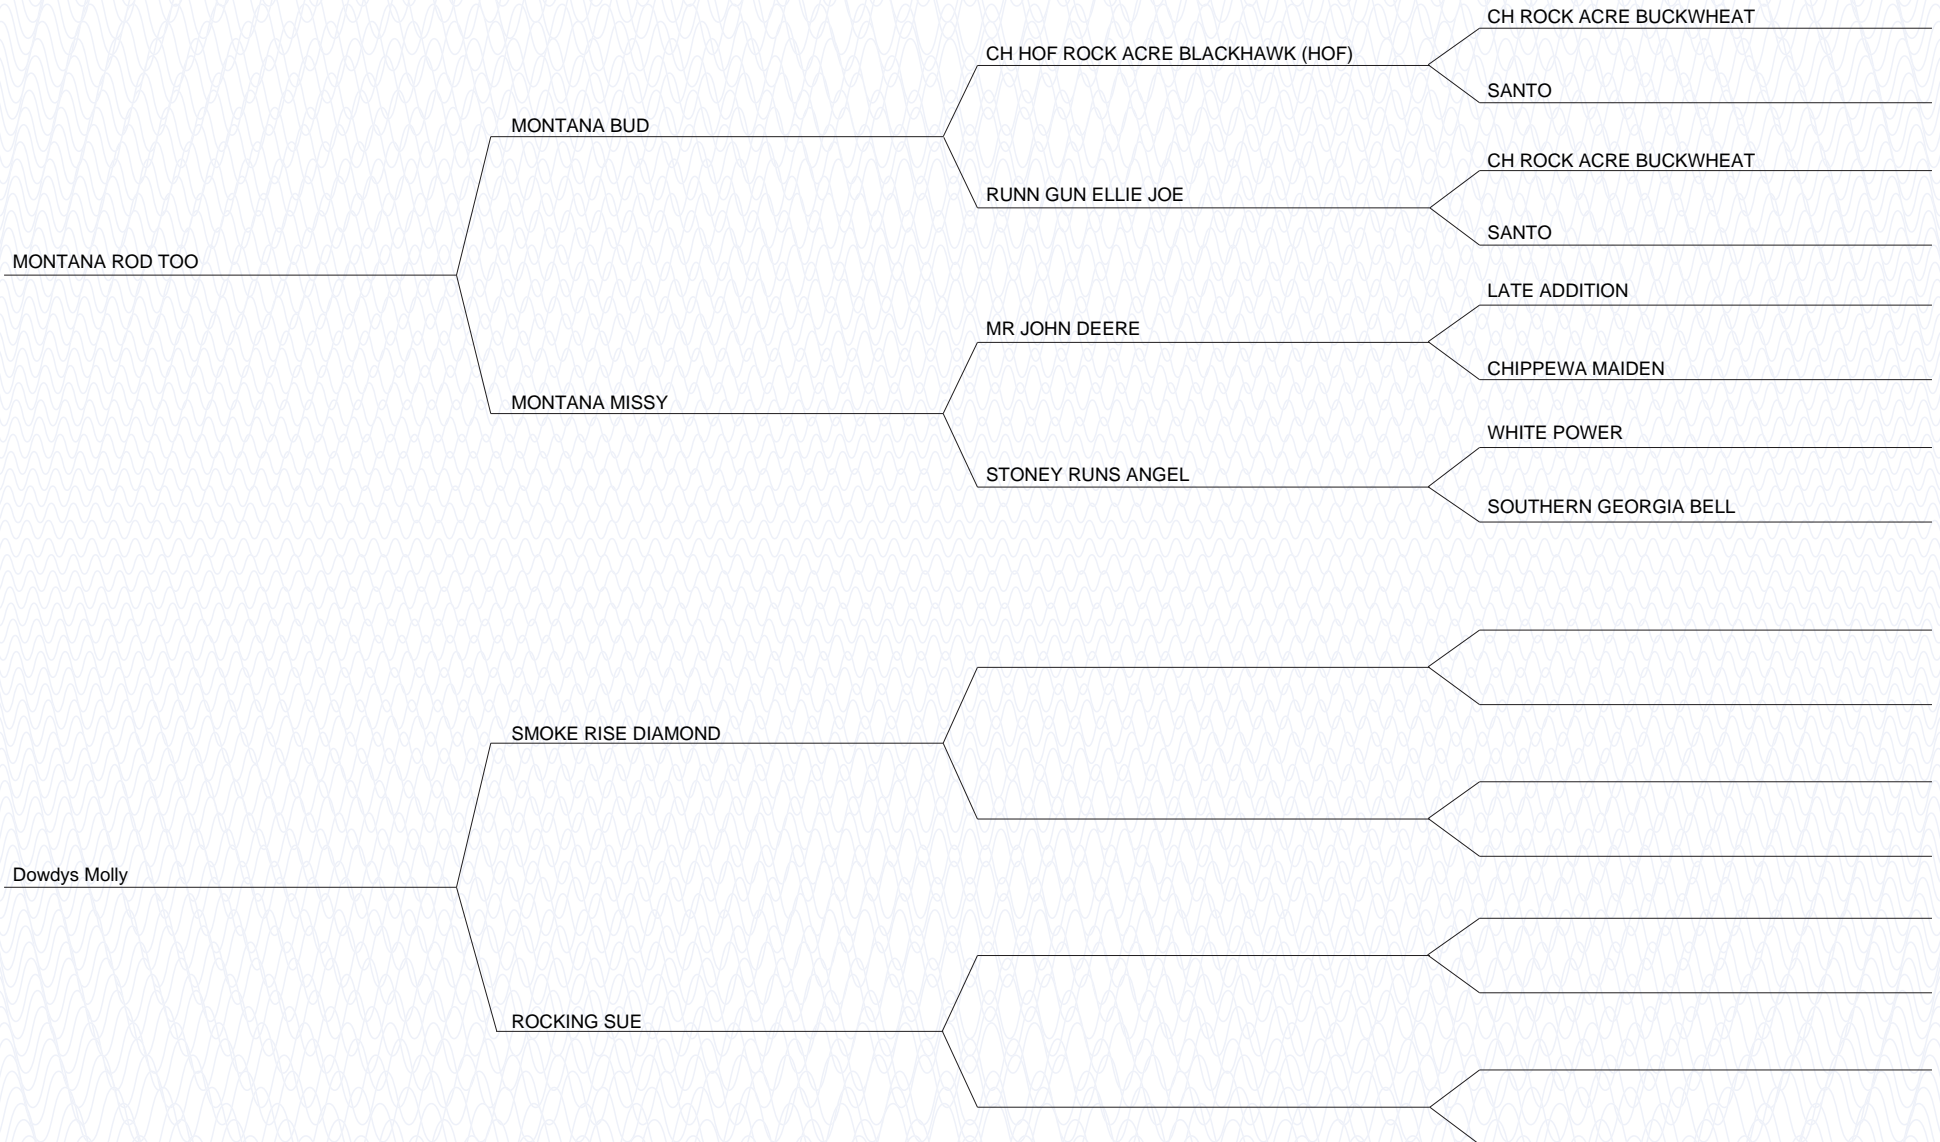 CH ROCK ACRE BUCKWHEAT
CH HOF ROCK ACRE BLACKHAWK (HOF)
SANTO
MONTANA BUD
CH ROCK ACRE BUCKWHEAT
RUNN GUN ELLIE JOE
SANTO
MONTANA ROD TOO
LATE ADDITION
MR JOHN DEERE
CHIPPEWA MAIDEN
MONTANA MISSY
WHITE POWER
STONEY RUNS ANGEL
SOUTHERN GEORGIA BELL
SMOKE RISE DIAMOND
Dowdys Molly
ROCKING SUE